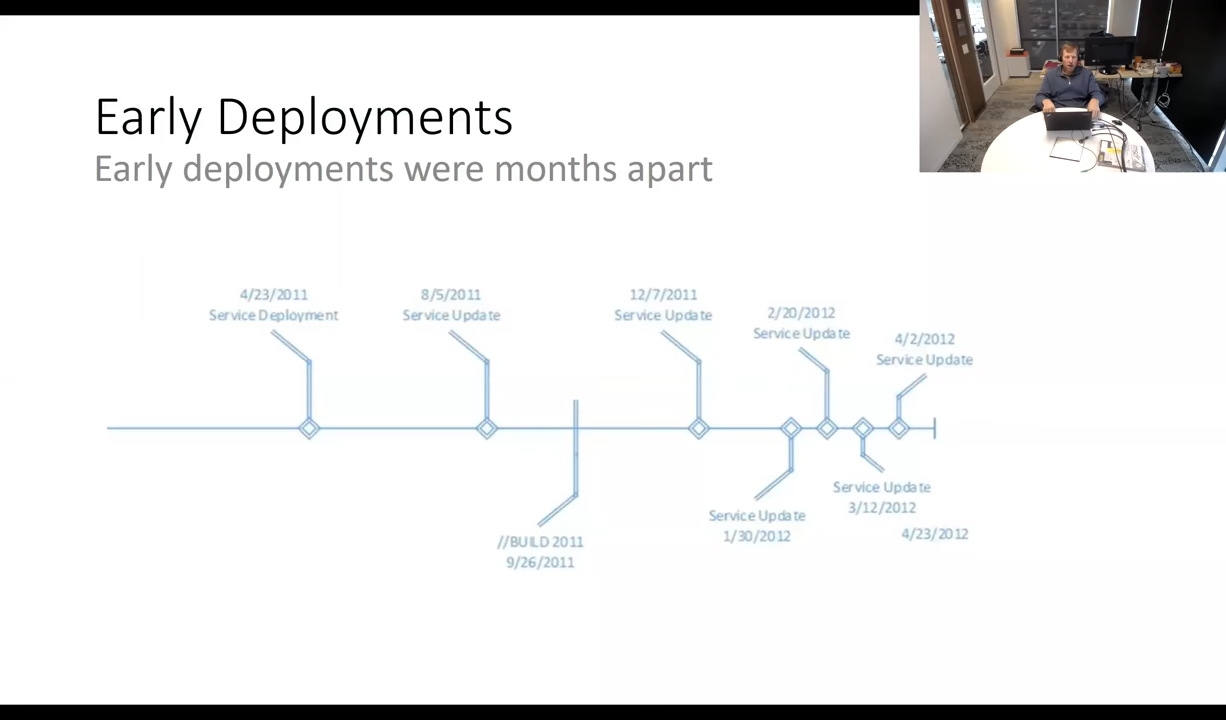 Early Deployments
Early deployments were months apart
4/23/2011
Service Deployment
8/5/2011
Service Update
12/7/2011
Service Update
2/20/2012
Service Update
4/2/2012
Service Update
//BUILD 2011
9/26/2011
Service Update
1/30/2012
Service Update
3/12/2012
4/23/2012